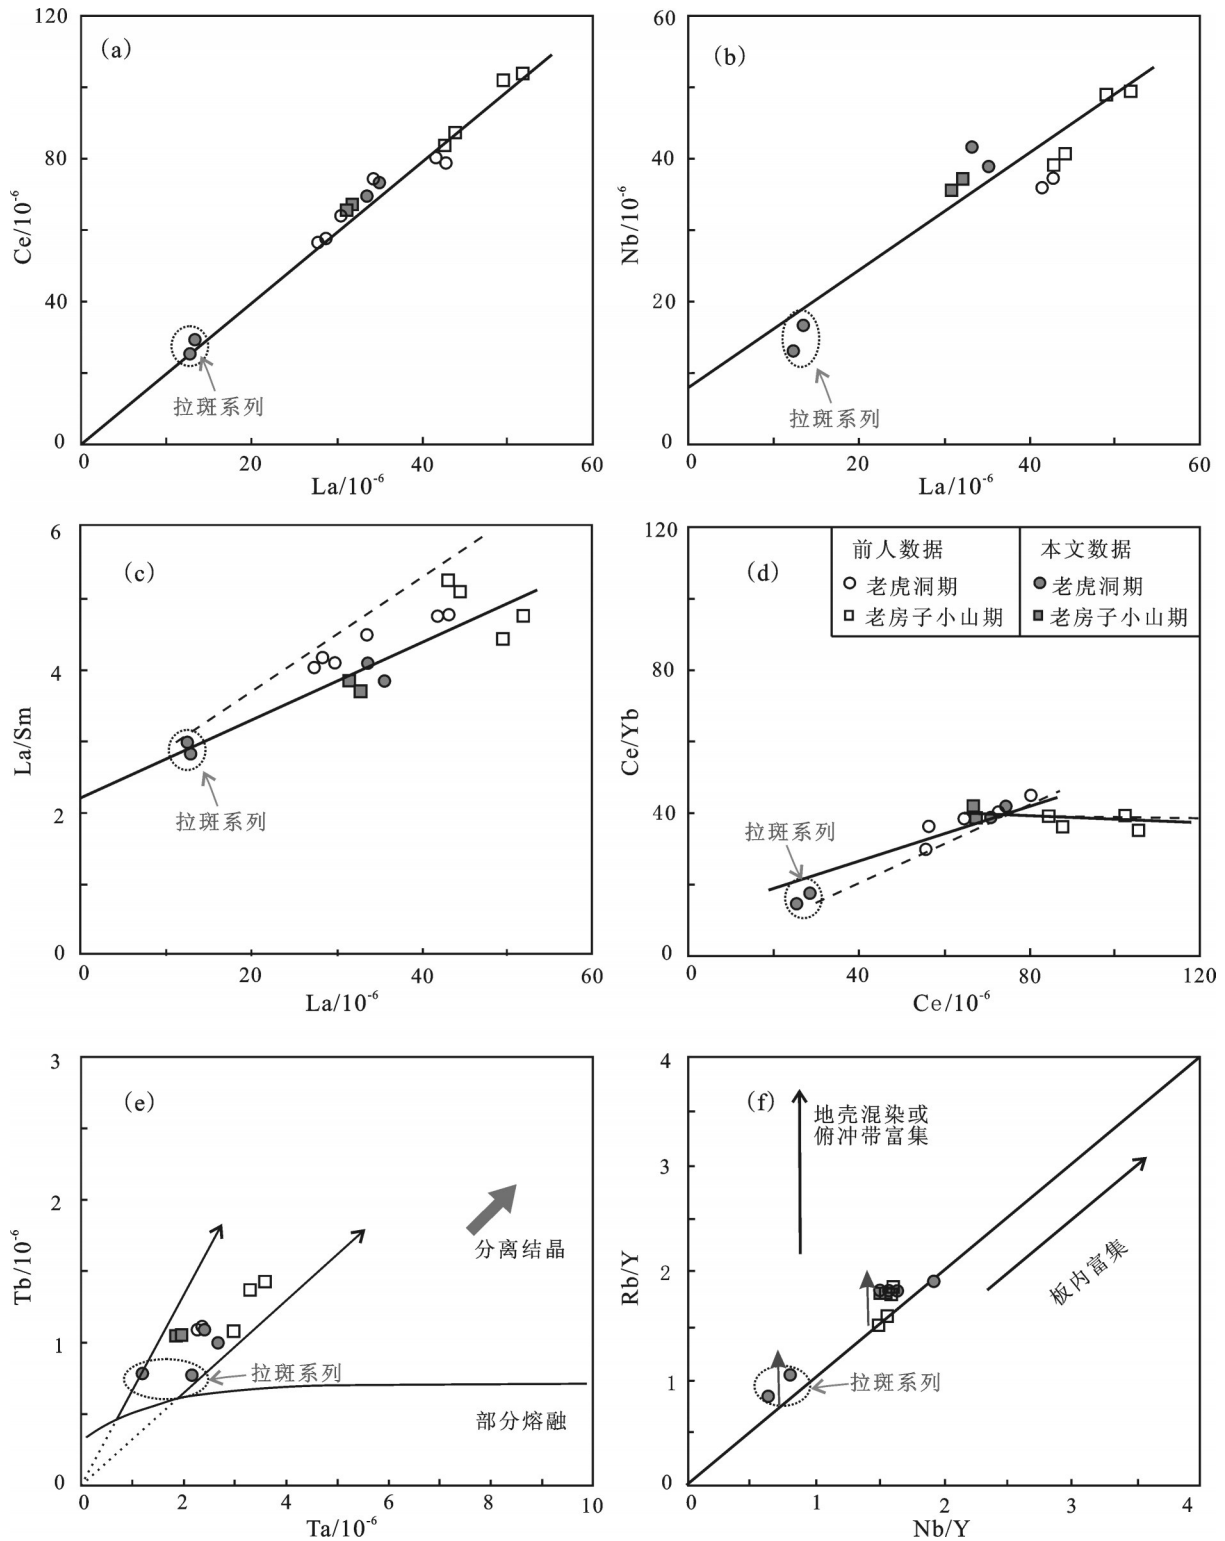 (a)
120
80
40
0
Ce/10⁻⁶
拉斑系列
0 20 40 60
La/10⁻⁶
(b)
60
40
20
0
Nb/10⁻⁶
拉斑系列
0 20 40 60
La/10⁻⁶
(c)
6
4
2
0
La/Sm
拉斑系列
0 20 40 60
La/10⁻⁶
(d)
120
80
40
0
Ce/Yb
前人数据 本文数据
老虎洞期 老虎洞期
老房子小山期 老房子小山期
拉斑系列
0 40 80 120
Ce/10⁻⁶
(e)
3
2
1
0
Tb/10⁻⁶
分离结晶
拉斑系列
部分熔融
0 2 4 6 8 10
Ta/10⁻⁶
(f)
4
3
2
1
0
Rb/Y
地壳混染或
俯冲带富集
板内富集
拉斑系列
0 1 2 3 4
Nb/Y